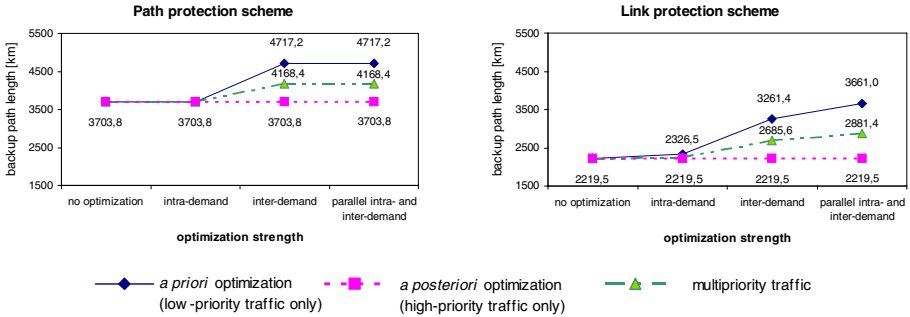 Path protection scheme
backup path length [km]
5500
4500
3500
2500
1500
4717,2 4717,2
4168,4 4168,4
3703,8 3703,8 3703,8 3703,8
no optimization intra-demand inter-demand parallel intra- and
inter-demand
optimization strength
Link protection scheme
backup path length [km]
5500
4500
3500
2500
1500
3661,0
3261,4
2881,4
2685,6
2326,5
2219,5 2219,5 2219,5 2219,5
no optimization intra-demand inter-demand parallel intra- and
inter-demand
optimization strength
a priori optimization
(low -priority traffic only)
a posteriori optimization
(high-priority traffic only)
multipriority traffic